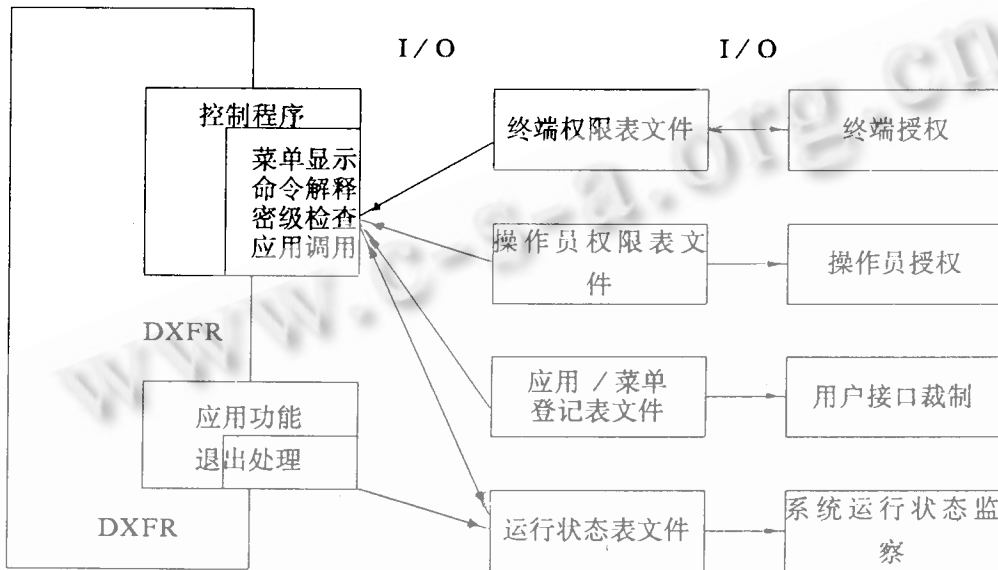 I/O
I/O
控制程序
菜单显示
命令解释
密级检查
应用调用
终端权限表文件
终端授权
操作员权限表文
件
操作员授权
DXFR
应用功能
退出处理
应用／菜单
登记表文件
用户接口裁制
DXFR
运行状态表文件
系统运行状态监
察
www.c-s-a.org.cn